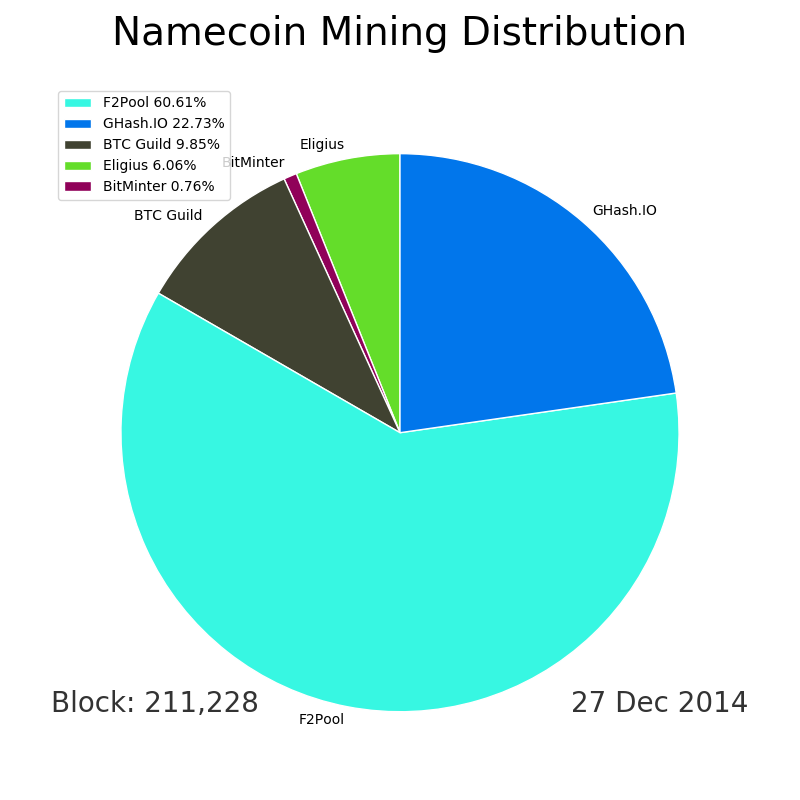 Namecoin Mining Distribution
F2Pool 60.61%
GHash.IO 22.73%
BTC Guild 9.85%
Eligius 6.06%
BitMinter 0.76%
Eligius
BitMinter
GHash.IO
BTC Guild
Block: 211,228
27 Dec 2014
F2Pool